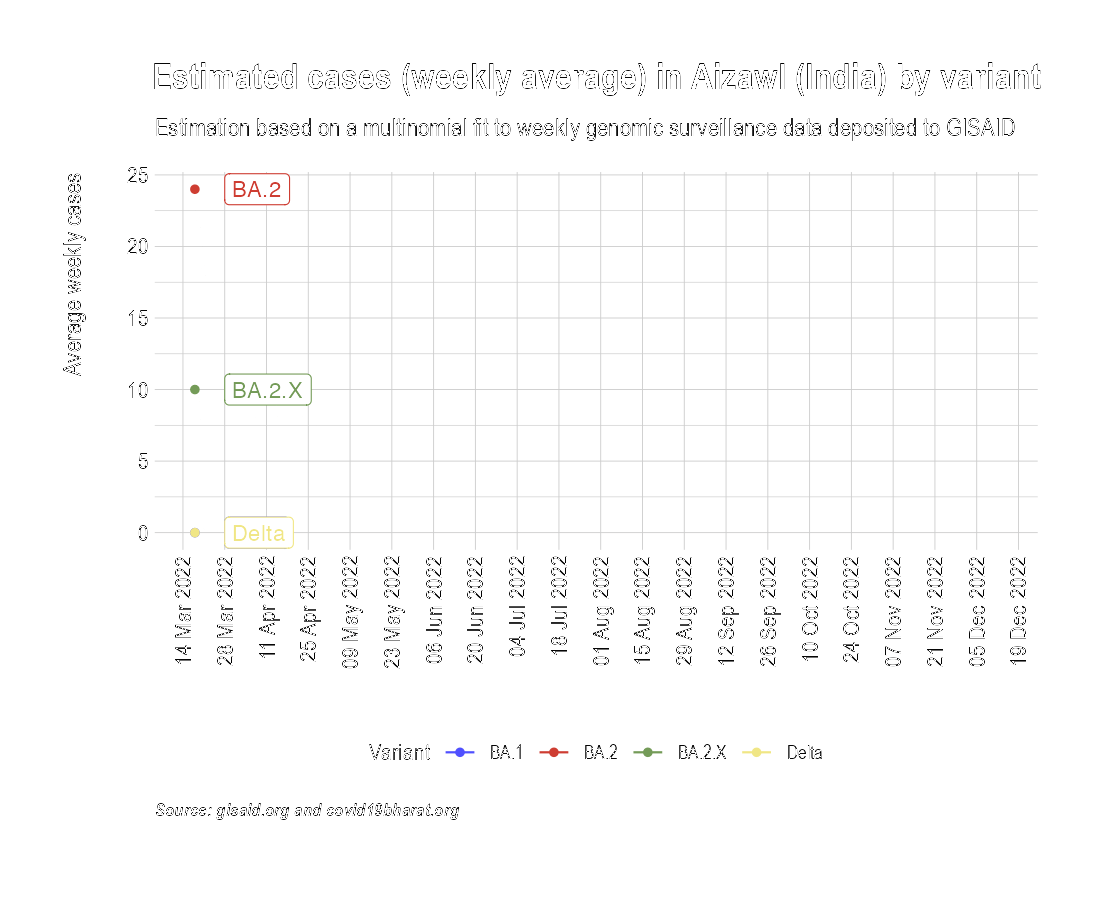 Estimated cases (weekly average) in Aizawl (India) by variant
Estimation based on a multinomial fit to weekly genomic surveillance data deposited to GISAID
Average weekly cases
25
20
15
10
5
0
BA.2
BA.2.X
Delta
14 Mar 2022
28 Mar 2022
11 Apr 2022
25 Apr 2022
09 May 2022
23 May 2022
06 Jun 2022
20 Jun 2022
04 Jul 2022
18 Jul 2022
01 Aug 2022
15 Aug 2022
29 Aug 2022
12 Sep 2022
26 Sep 2022
10 Oct 2022
24 Oct 2022
07 Nov 2022
21 Nov 2022
05 Dec 2022
19 Dec 2022
Variant BA.1 BA.2 BA.2.X Delta
Source: gisaid.org and covid19bharat.org